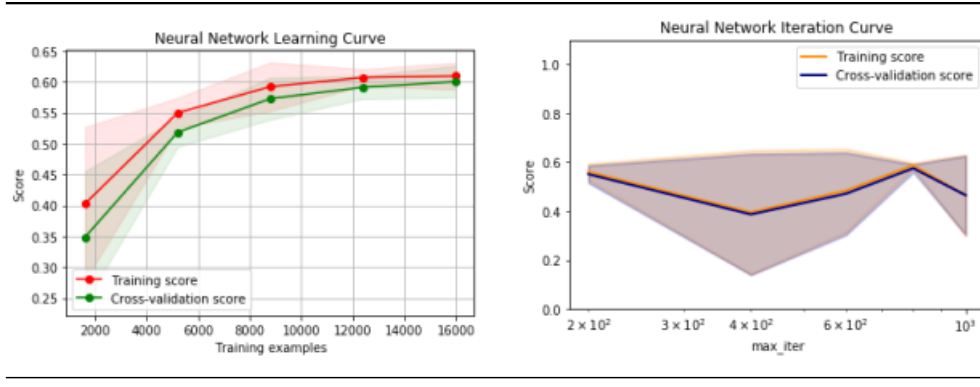 Neural Network Learning Curve
0.65
0.60
0.55
0.50
0.45
0.40
0.35
0.30
0.25
Score
Training score
Cross-validation score
2000 4000 6000 8000 10000 12000 14000 16000
Training examples
Neural Network Iteration Curve
Training score
Cross-validation score
1.0
0.8
0.6
0.4
0.2
0.0
Score
2 × 10² 3 × 10² 4 × 10² 6 × 10² 10³
max_iter